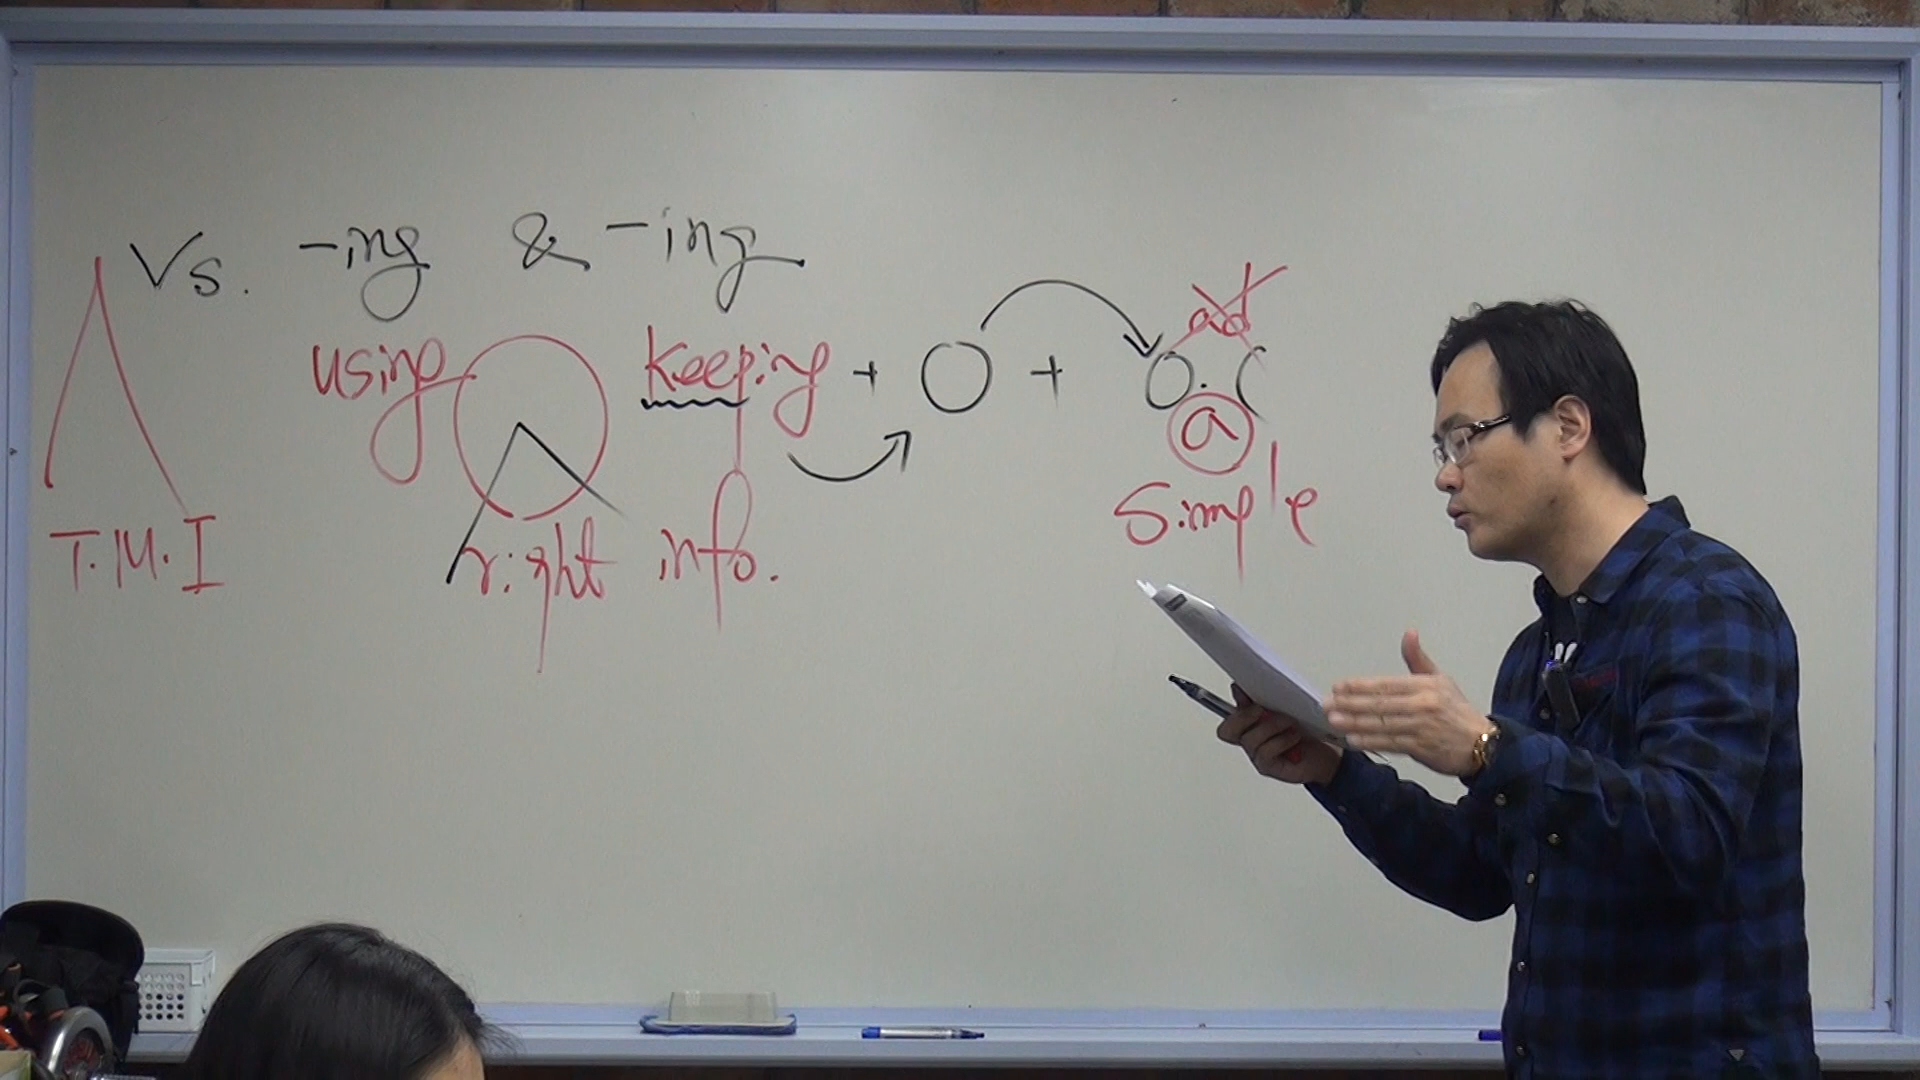 Vs. -ing & -ing
using keeping + O + O.C
ad
a
simple
T.M.I right info.